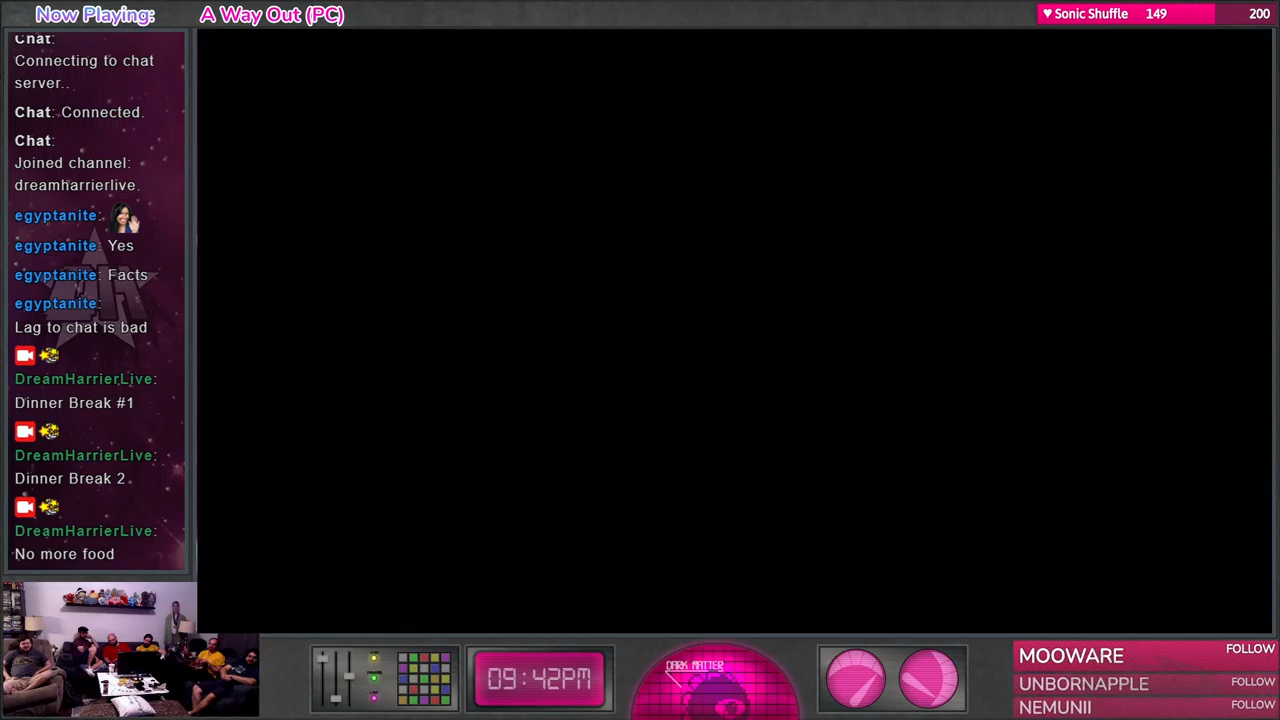 Now Playing:
A Way Out (PC)
♥ Sonic Shuffle 149 200
Chat:
Connecting to chat
server..
Chat: Connected.
Chat:
Joined channel:
dreamharrierlive.
egyptanite:
egyptanite: Yes
egyptanite: Facts
egyptanite:
Lag to chat is bad
DreamHarrierLive:
Dinner Break #1
DreamHarrierLive:
Dinner Break 2
DreamHarrierLive:
No more food
09:42PM
DARK MATTER
MOOWARE FOLLOW
UNBORNAPPLE FOLLOW
NEMUNII FOLLOW